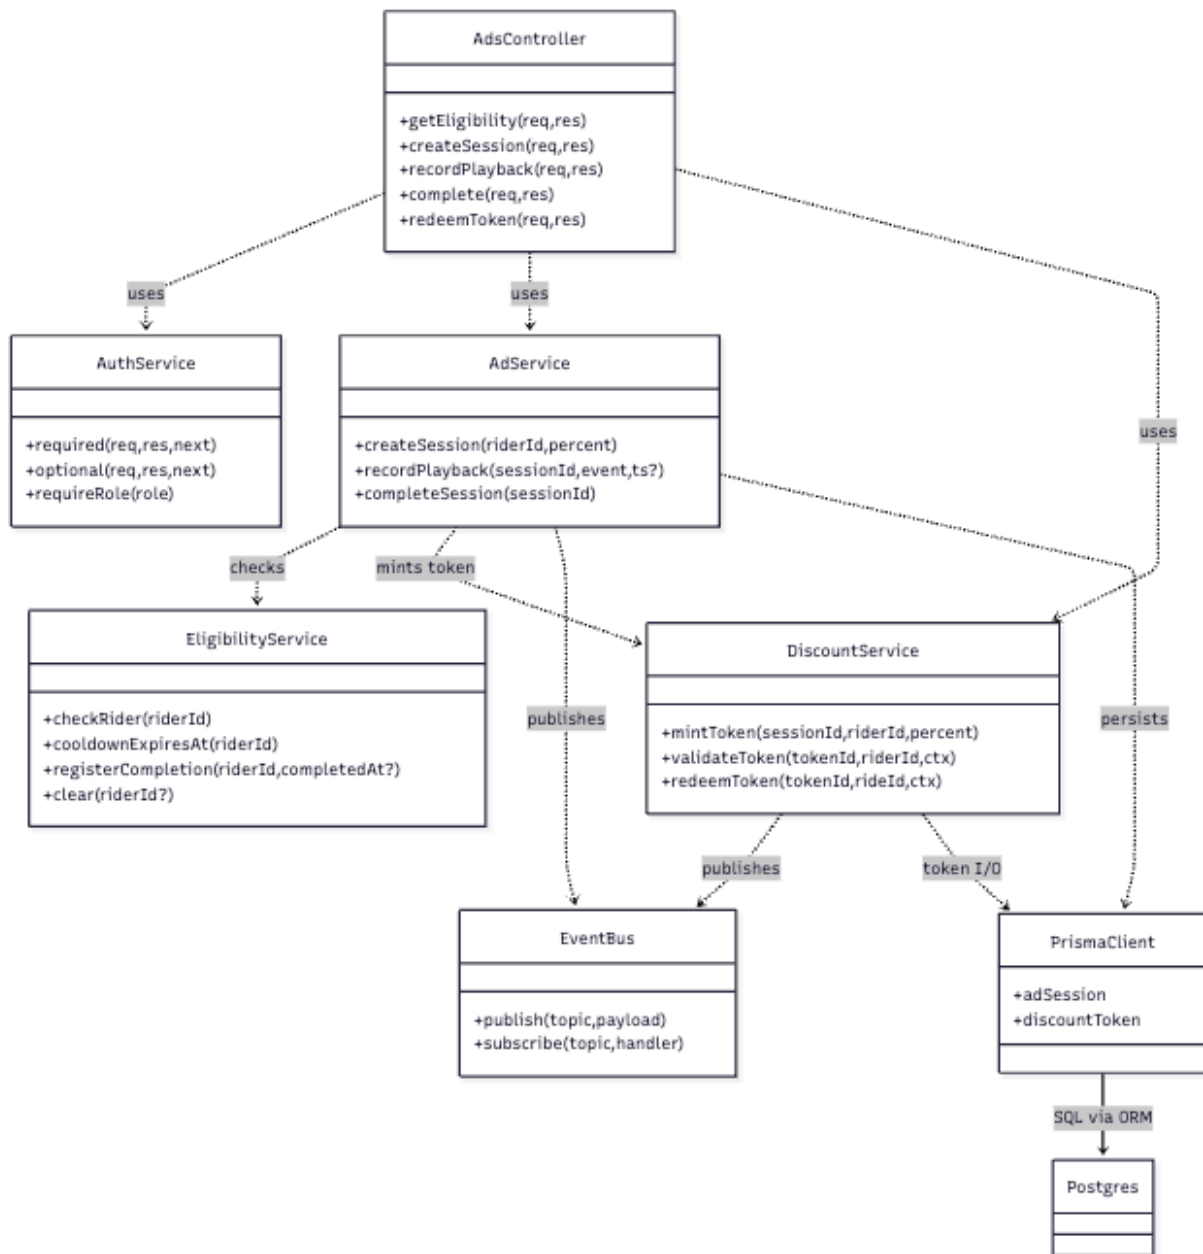 AdsController
+getEligibility(req,res)
+createSession(req,res)
+recordPlayback(req,res)
+complete(req,res)
+redeemToken(req,res)
uses
uses
uses
AuthService
+required(req,res,next)
+optional(req,res,next)
+requireRole(role)
AdService
+createSession(riderId,percent)
+recordPlayback(sessionId,event,ts?)
+completeSession(sessionId)
checks
mints token
publishes
persists
EligibilityService
+checkRider(riderId)
+cooldownExpiresAt(riderId)
+registerCompletion(riderId,completedAt?)
+clear(riderId?)
DiscountService
+mintToken(sessionId,riderId,percent)
+validateToken(tokenId,riderId,ctx)
+redeemToken(tokenId,rideId,ctx)
publishes
token I/O
EventBus
+publish(topic,payload)
+subscribe(topic,handler)
PrismaClient
+adSession
+discountToken
SQL via ORM
Postgres